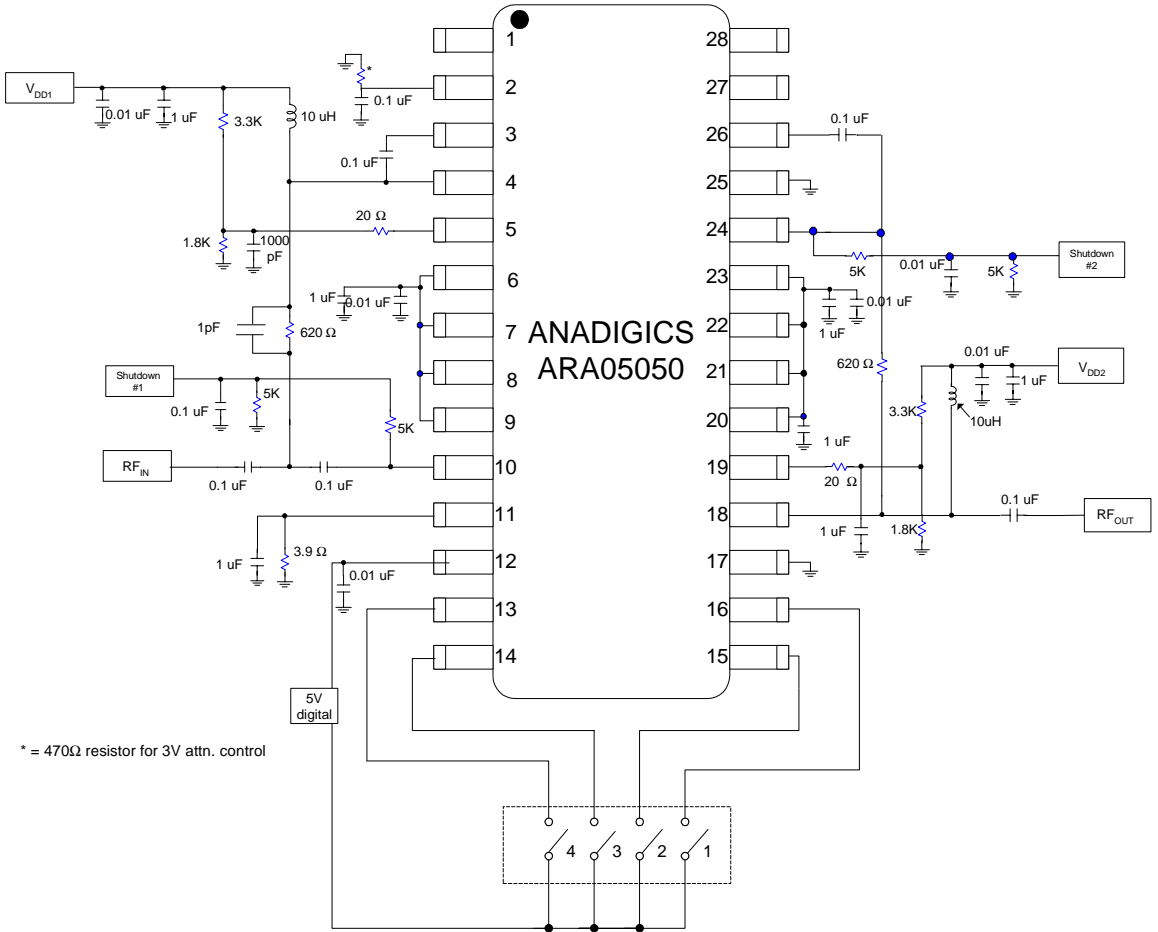 V_DD1
0.01 uF
1 uF
3.3K
10 uH
*
0.1 uF
0.1 uF
20 Ω
1.8K
1000
pF
1 uF
0.01 uF
1pF
620 Ω
Shutdown
#1
0.1 uF
5K
5K
RF_IN
0.1 uF
0.1 uF
1 uF
3.9 Ω
0.01 uF
5V
digital
* = 470Ω resistor for 3V attn. control
1
2
3
4
5
6
7
8
9
10
11
12
13
14
ANADIGICS
ARA05050
28
27
26
25
24
23
22
21
20
19
18
17
16
15
0.1 uF
5K
0.01 uF
5K
Shutdown
#2
0.01 uF
1 uF
620 Ω
0.01 uF
1 uF
V_DD2
3.3K
10uH
1 uF
20 Ω
0.1 uF
1 uF
1.8K
RF_OUT
4
3
2
1